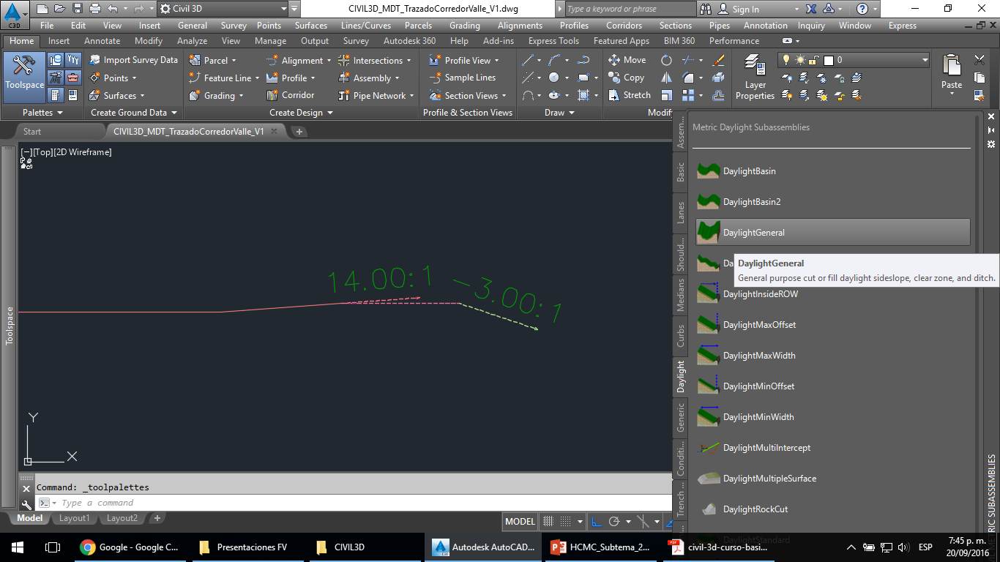 Civil 3D
CIVIL3D_MDT_TrazadoCorredorValle_V1.dwg
Type a keyword or phrase
Sign In
C3D
File Edit View Insert General Survey Points Surfaces Lines/Curves Parcels Grading Alignments Profiles Corridors Sections Pipes Annotation Inquiry Window Express
Home Insert Annotate Modify Analyze View Manage Output Survey Autodesk 360 Help Add-ins Express Tools Featured Apps BIM 360 Performance
Toolspace
Import Survey Data
Points
Surfaces
Parcel
Feature Line
Grading
Alignment
Profile
Corridor
Intersections
Assembly
Pipe Network
Profile View
Sample Lines
Section Views
Move
Copy
Stretch
Layer
Properties
0
Paste
Palettes
Create Ground Data
Create Design
Profile & Section Views
Draw
Modif
Start
CIVIL3D_MDT_TrazadoCorredorValle_V1
[−][Top][2D Wireframe]
14.00:1
−3.00:1
Y
X
Toolspace
Metric Daylight Subassemblies
Assem...
Basic
Lanes
Should...
Medians
Curbs
Daylight
Generic
Conditi...
Trench ...
DaylightBasin
DaylightBasin2
DaylightGeneral
Da
DaylightGeneral
General purpose cut or fill daylight sideslope, clear zone, and ditch.
DaylightInsideROW
DaylightMaxOffset
DaylightMaxWidth
DaylightMinOffset
DaylightMinWidth
DaylightMultiIntercept
DaylightMultipleSurface
DaylightRockCut
DaylightStandard
METRIC SUBASSEMBLIES
Command: _toolpalettes
Type a command
Model Layout1 Layout2
MODEL
Google - Google C...
Presentaciones FV
CIVIL3D
Autodesk AutoCAD...
HCMC_Subtema_2...
civil-3d-curso-basi...
ESP
7:45 p. m.
20/09/2016